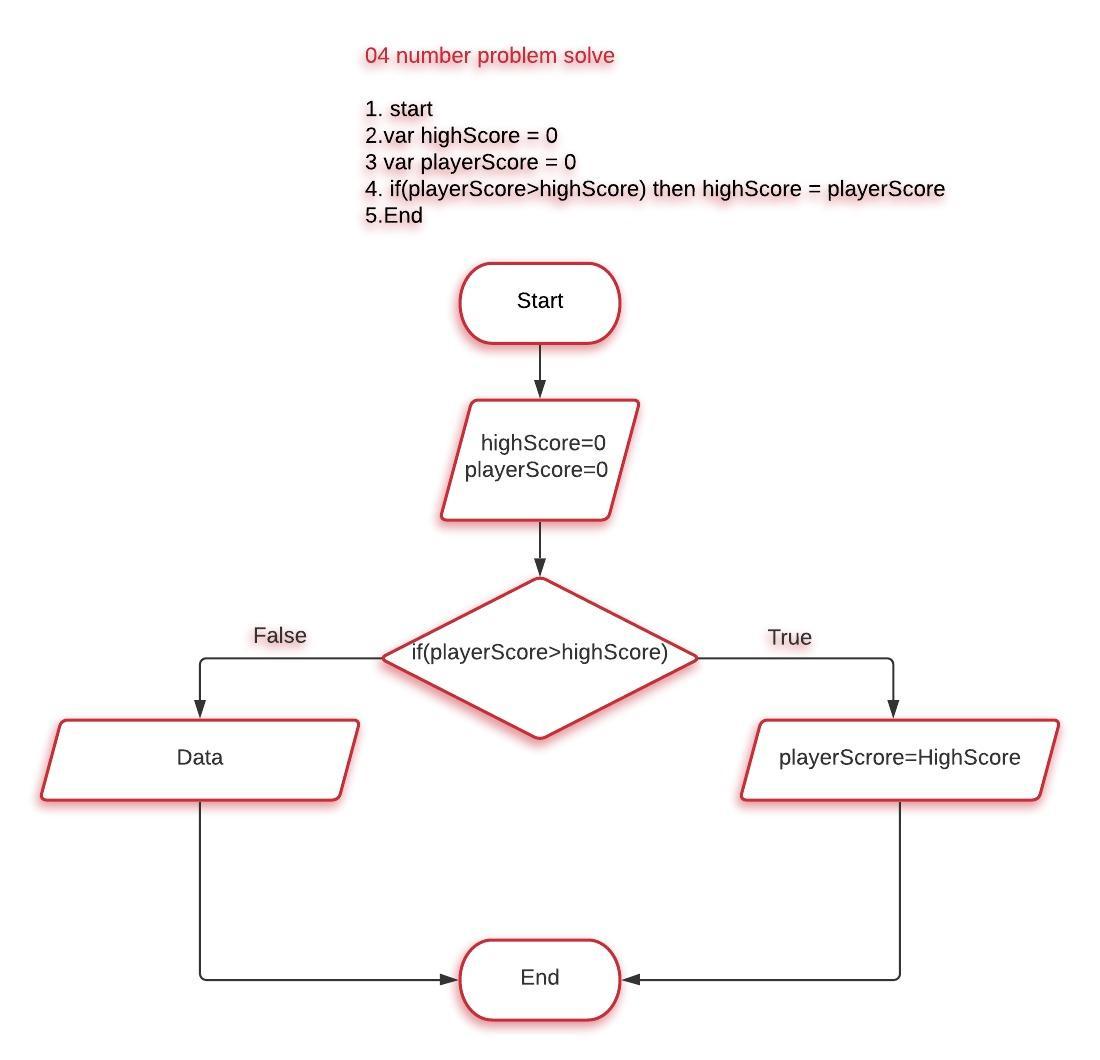 04 number problem solve
1. start
2.var highScore = 0
3 var playerScore = 0
4. if(playerScore>highScore) then highScore = playerScore
5.End
Start
highScore=0
playerScore=0
if(playerScore>highScore)
False
True
Data
playerScrore=HighScore
End